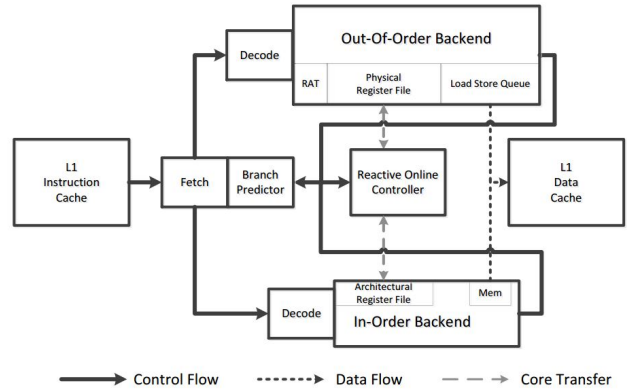 Out-Of-Order Backend
Decode
RAT
Physical
Register File
Load Store Queue
L1
Instruction
Cache
Fetch
Branch
Predictor
Reactive Online
Controller
L1
Data
Cache
Architectural
Register File
Mem
Decode
In-Order Backend
Control Flow
Data Flow
Core Transfer